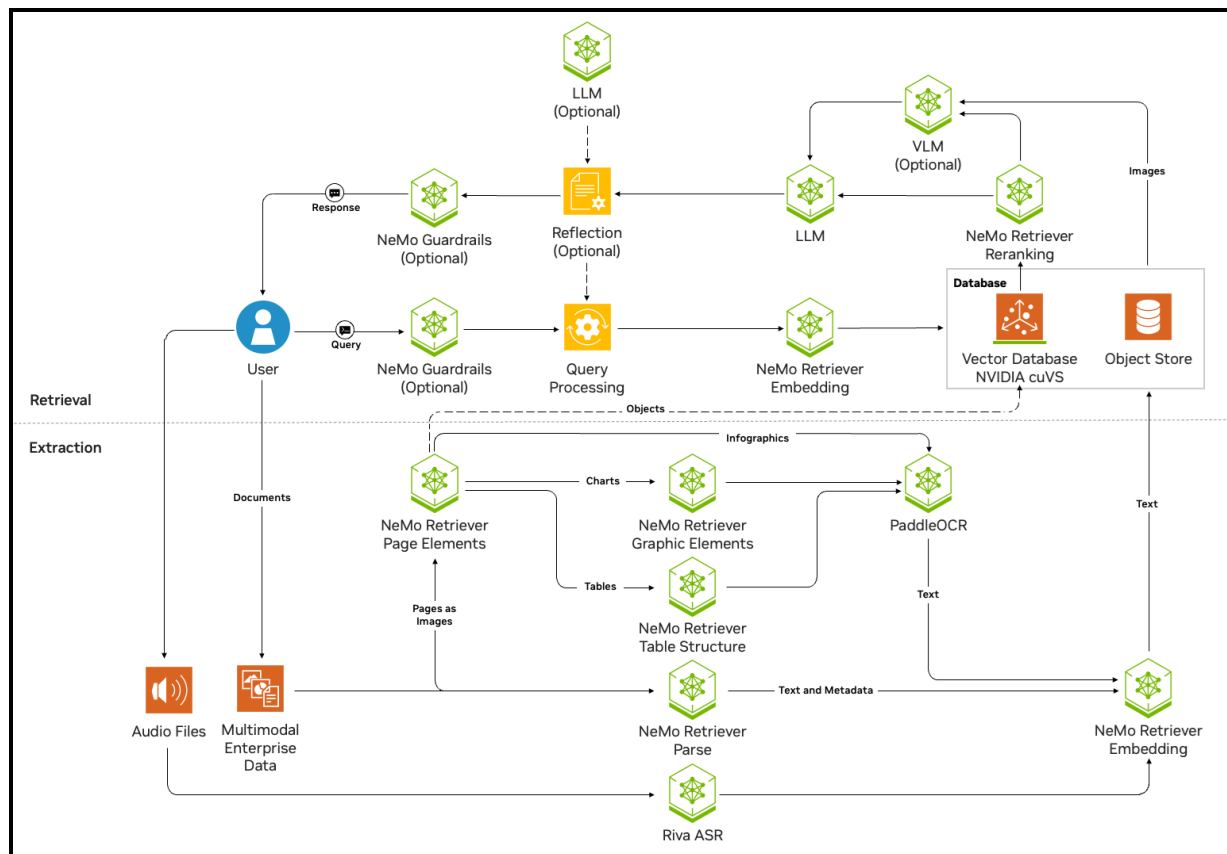 LLM
(Optional)
VLM
(Optional)
Images
Response
NeMo Guardrails
(Optional)
Reflection
(Optional)
LLM
NeMo Retriever
Reranking
Database
User
Query
NeMo Guardrails
(Optional)
Query
Processing
NeMo Retriever
Embedding
Vector Database
NVIDIA cuVS
Object Store
Retrieval
Objects
Extraction
Infographics
Documents
Charts
NeMo Retriever
Page Elements
NeMo Retriever
Graphic Elements
PaddleOCR
Text
Tables
Pages as
Images
Text
NeMo Retriever
Table Structure
Text and Metadata
Audio Files
Multimodal
Enterprise
Data
NeMo Retriever
Parse
NeMo Retriever
Embedding
Riva ASR